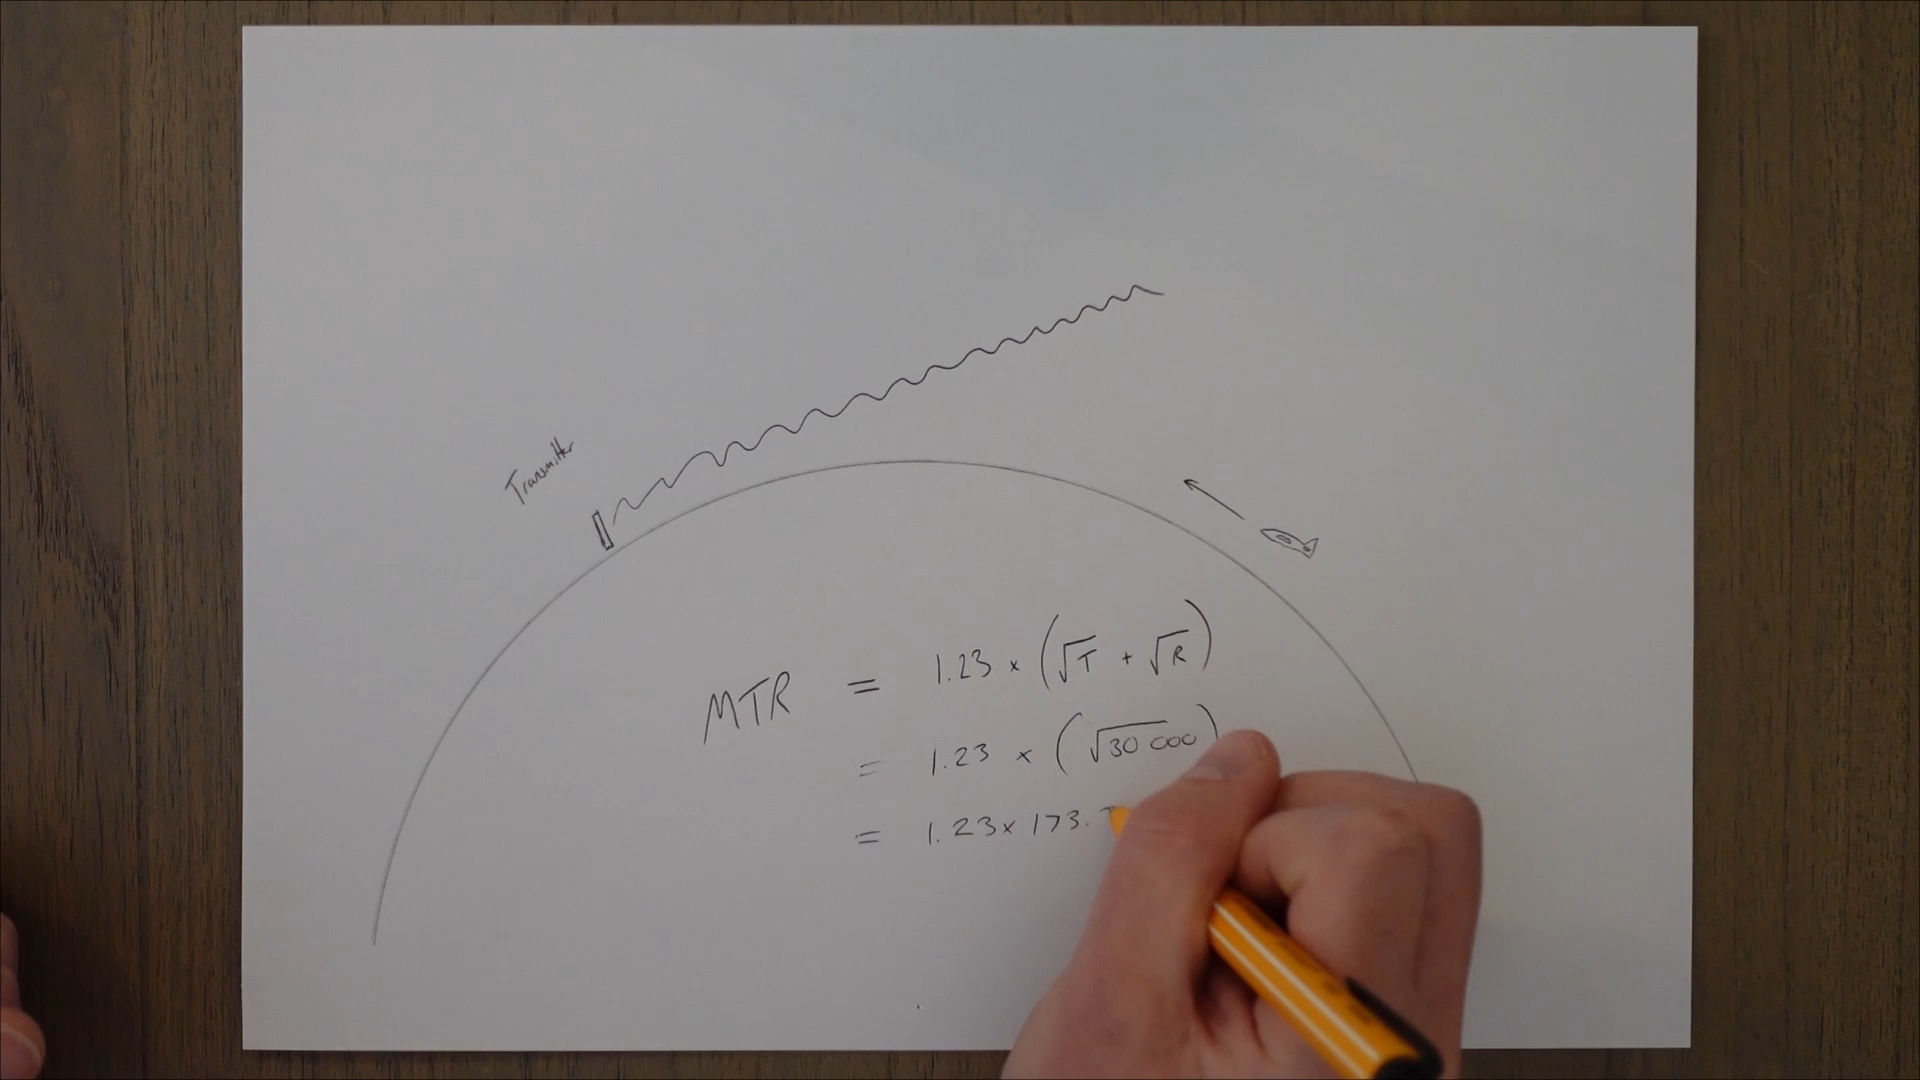 Transmitter
MTR = 1.23 × (√T + √R)
= 1.23 × (√30 000)
= 1.23 × 173.